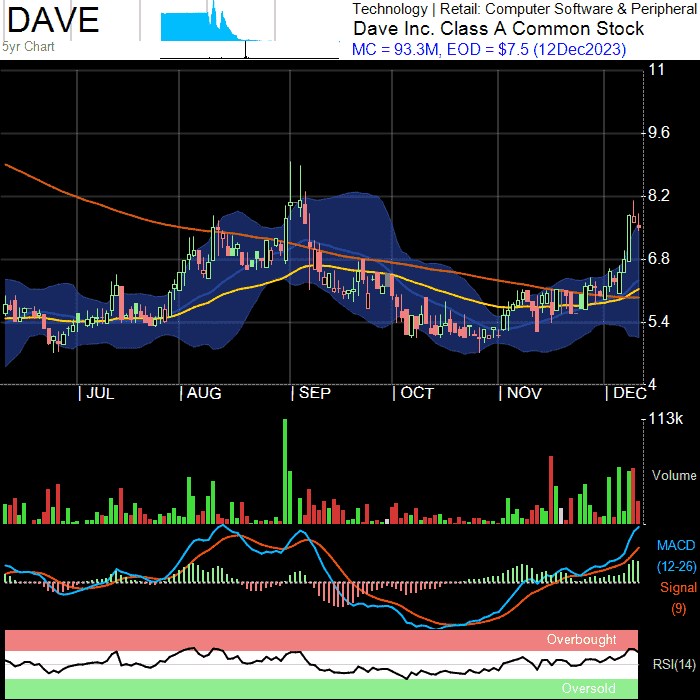 DAVE
5yr Chart
Technology | Retail: Computer Software & Peripheral
Dave Inc. Class A Common Stock
MC = 93.3M, EOD = $7.5 (12Dec2023)
11
9.6
8.2
6.8
5.4
4
JUL
AUG
SEP
OCT
NOV
DEC
113k
Volume
MACD
(12-26)
Signal
(9)
Overbought
RSI(14)
Oversold